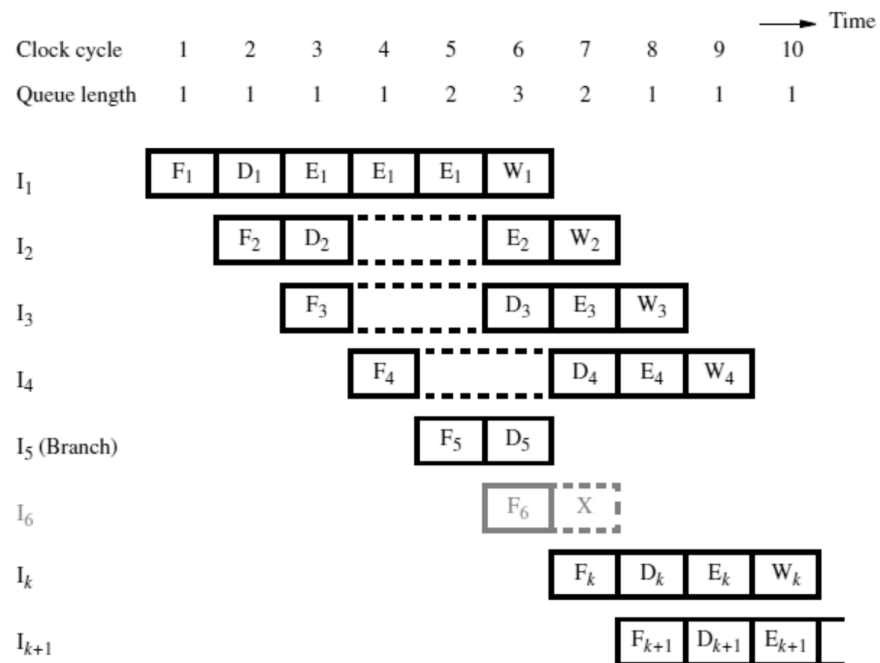 Time
Clock cycle 1 2 3 4 5 6 7 8 9 10
Queue length 1 1 1 1 2 3 2 1 1 1
I1 F1 D1 E1 E1 E1 W1
I2 F2 D2 E2 W2
I3 F3 D3 E3 W3
I4 F4 D4 E4 W4
I5 (Branch) F5 D5
I6 F6 X
Ik Fk Dk Ek Wk
Ik+1 Fk+1 Dk+1 Ek+1